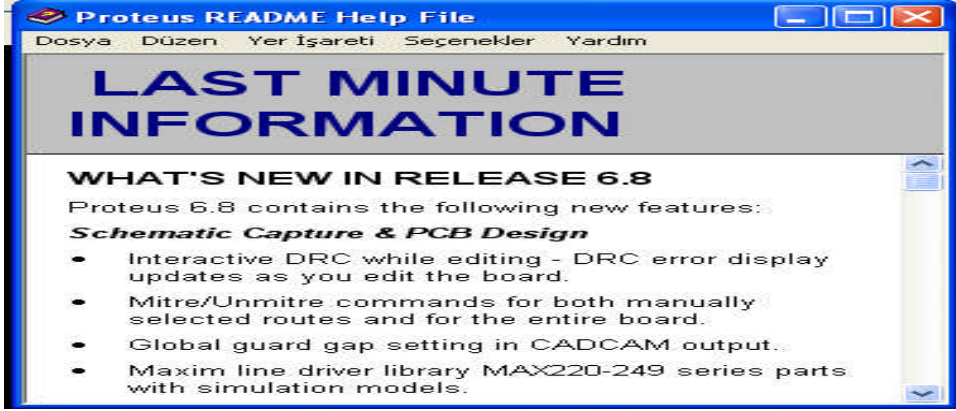 Proteus README Help File
Dosya Düzen Yer İşareti Seçenekler Yardım
LAST MINUTE
INFORMATION
WHAT'S NEW IN RELEASE 6.8
Proteus 6.8 contains the following new features:
Schematic Capture & PCB Design
• Interactive DRC while editing - DRC error display
updates as you edit the board.
• Mitre/Unmitre commands for both manually
selected routes and for the entire board.
• Global guard gap setting in CADCAM output.
• Maxim line driver library MAX220-249 series parts
with simulation models.